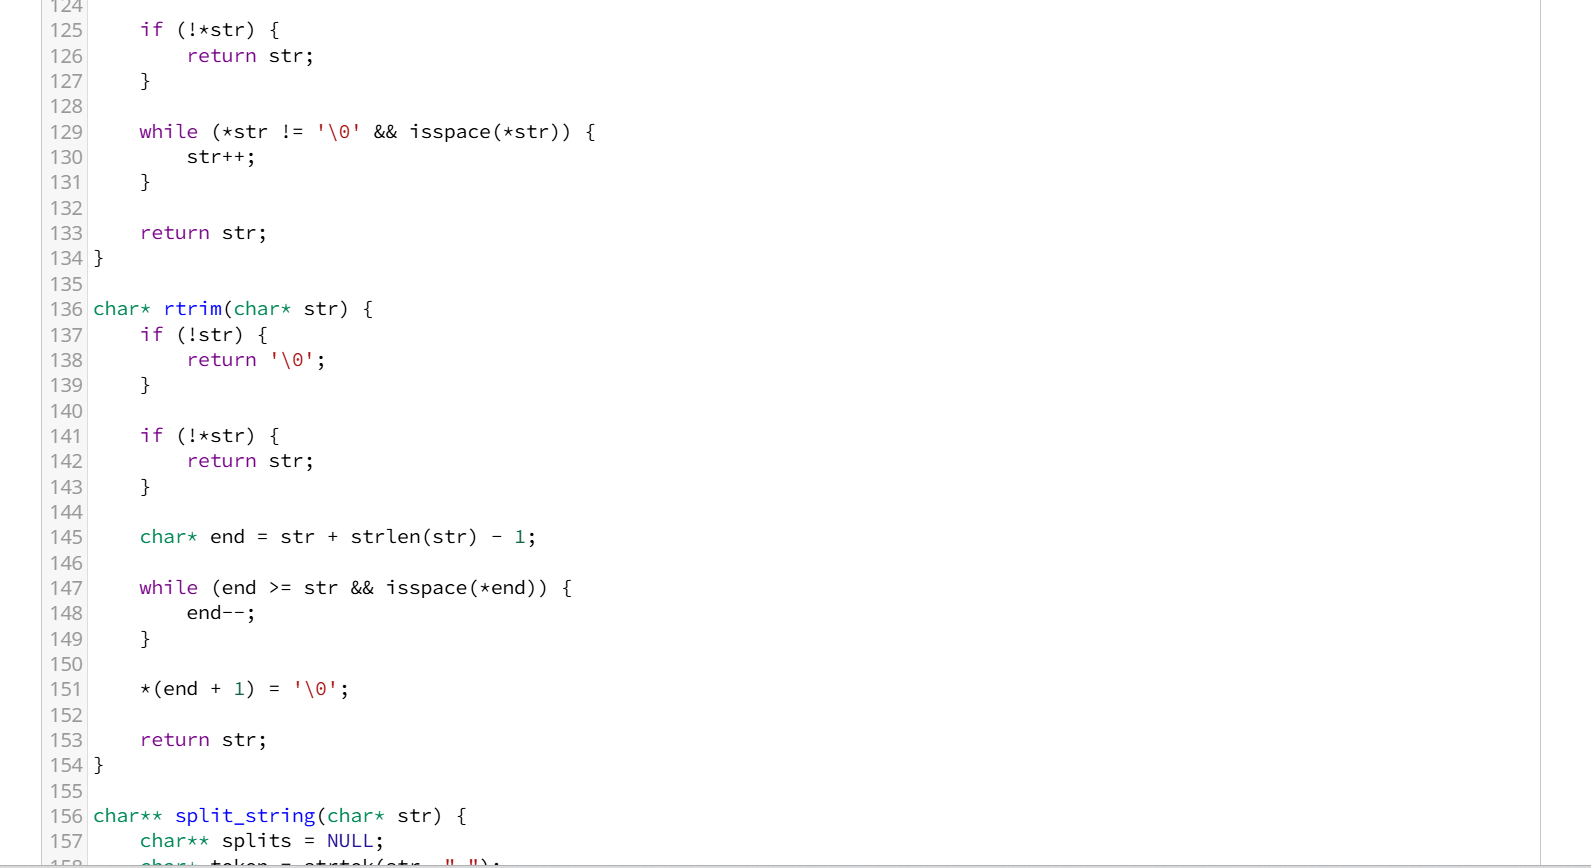 124
125     if (!*str) {
126         return str;
127     }
128
129     while (*str != '\0' && isspace(*str)) {
130         str++;
131     }
132
133     return str;
134 }
135
136 char* rtrim(char* str) {
137     if (!str) {
138         return '\0';
139     }
140
141     if (!*str) {
142         return str;
143     }
144
145     char* end = str + strlen(str) - 1;
146
147     while (end >= str && isspace(*end)) {
148         end--;
149     }
150
151     *(end + 1) = '\0';
152
153     return str;
154 }
155
156 char** split_string(char* str) {
157     char** splits = NULL;
158     char* token = strtok(str, " ");